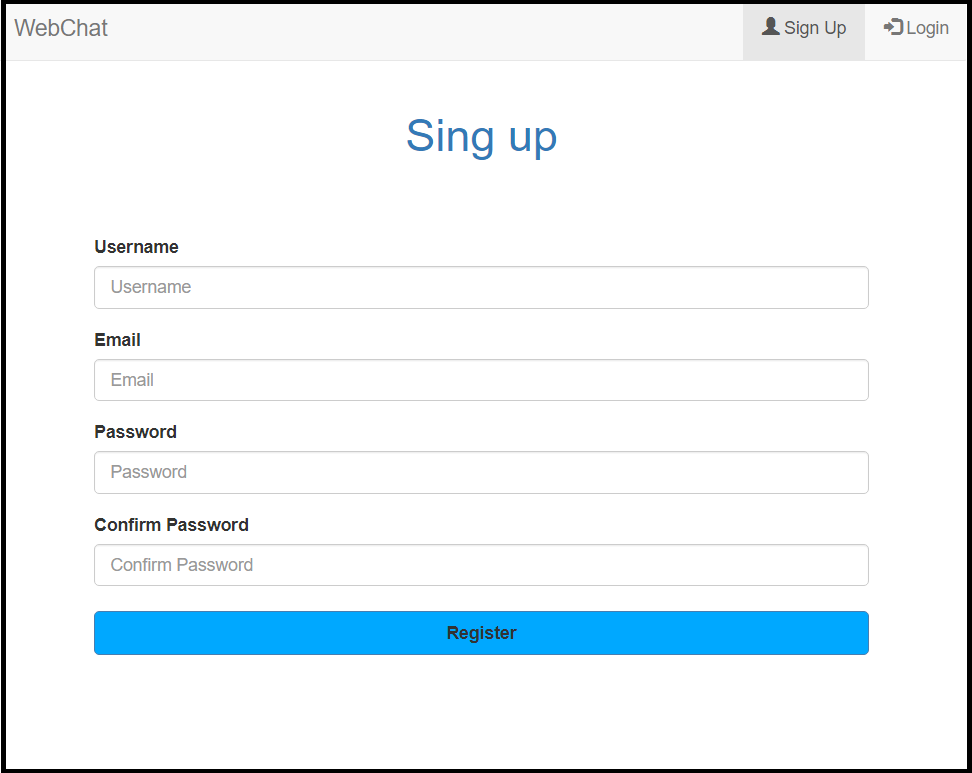 WebChat Sign Up Login
Sing up
Username
Username
Email
Email
Password
Password
Confirm Password
Confirm Password
Register